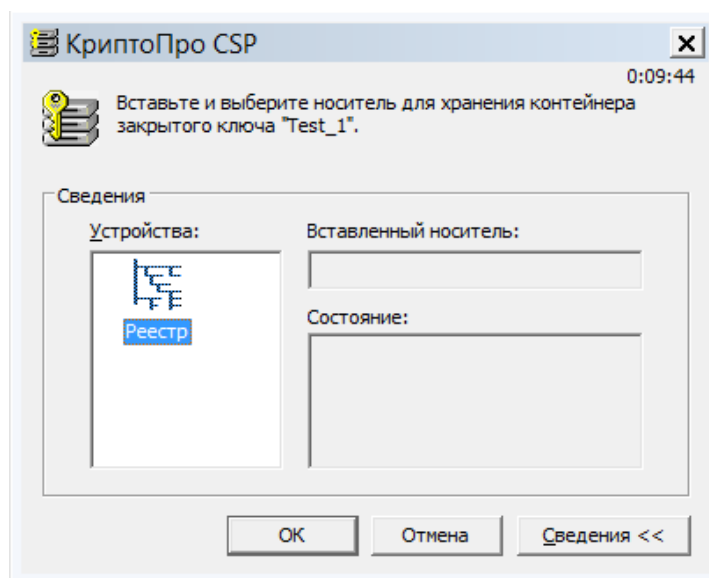 КриптоПро CSP
0:09:44
Вставьте и выберите носитель для хранения контейнера
закрытого ключа "Test_1".
Сведения
Устройства:
Вставленный носитель:
Реестр
Состояние:
ОК
Отмена
Сведения <<